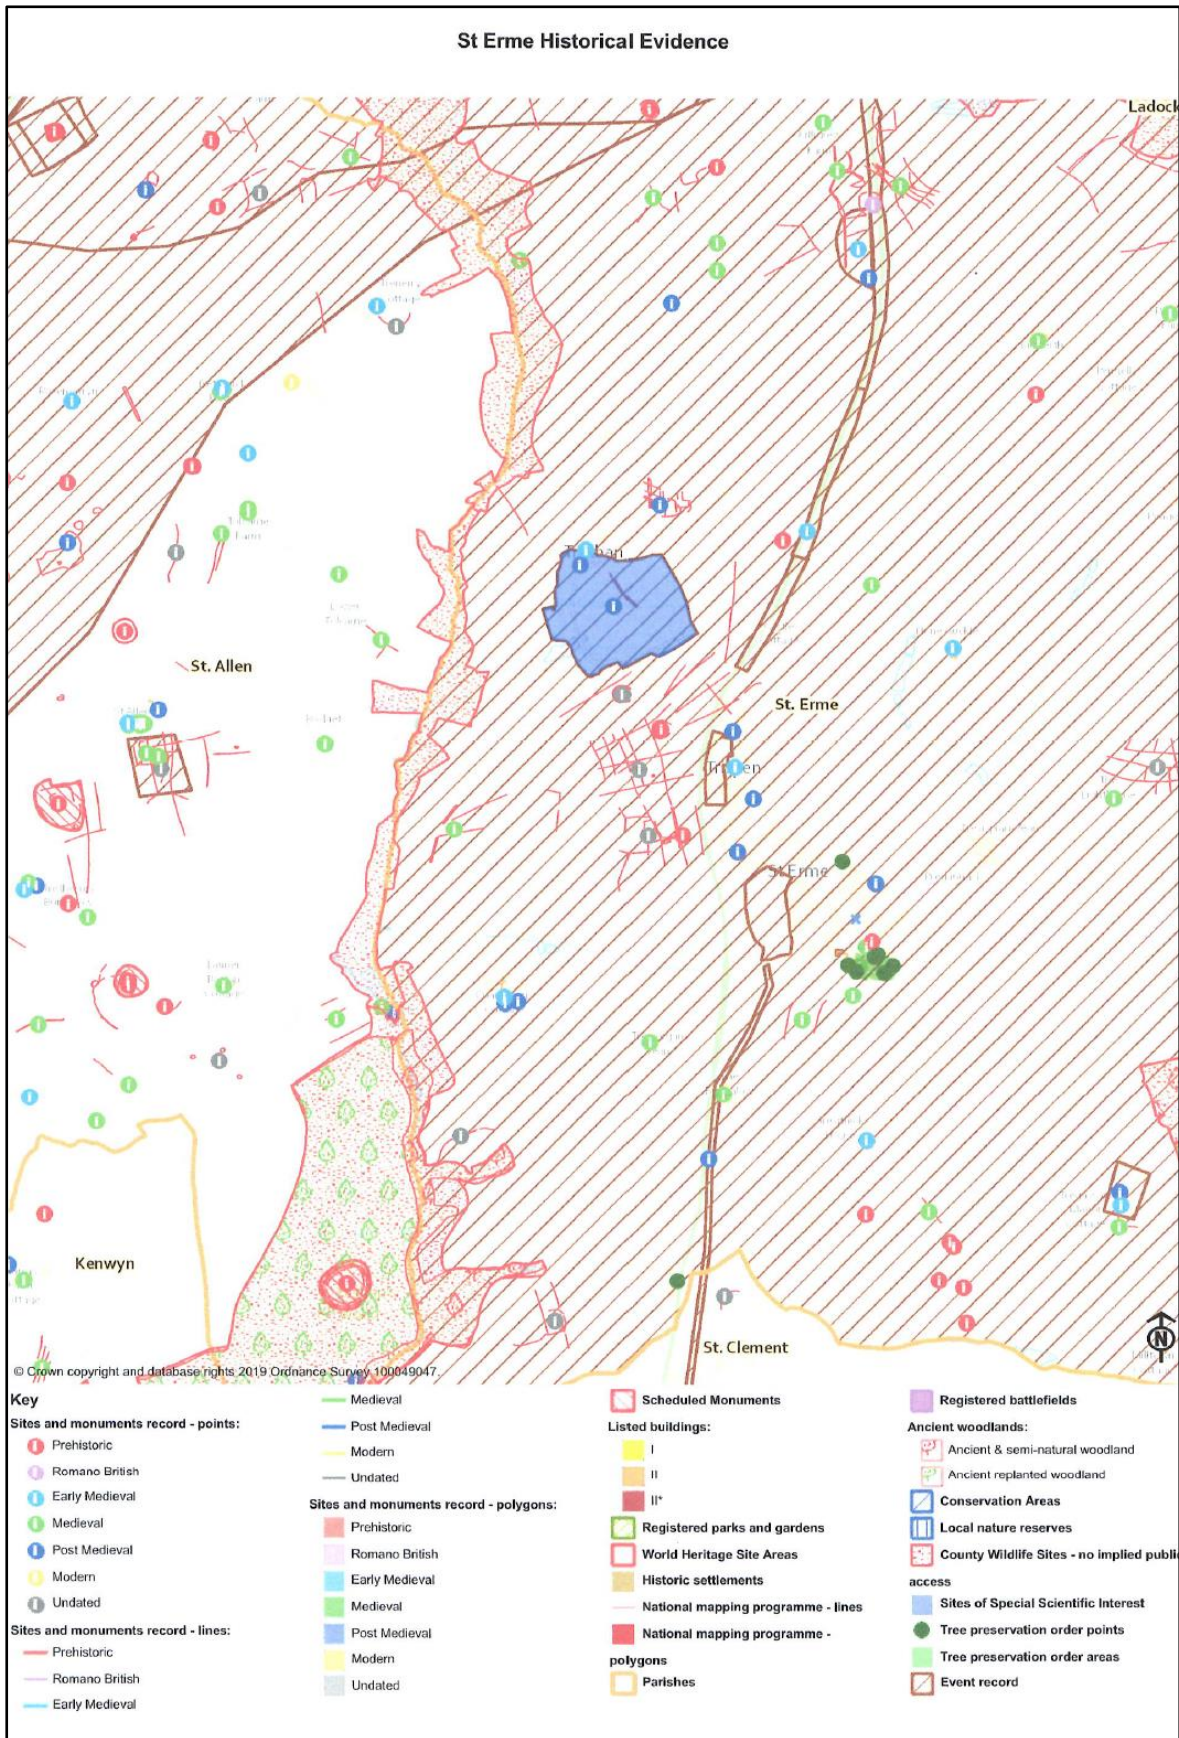 St Erme Historical Evidence
Ladock
St. Allen
St. Erme
St Erme
Kenwyn
St. Clement
N
© Crown copyright and database rights 2019 Ordnance Survey 100049047.
Key
Sites and monuments record - points:
Prehistoric
Romano British
Early Medieval
Medieval
Post Medieval
Modern
Undated
Sites and monuments record - lines:
Prehistoric
Romano British
Early Medieval
Medieval
Post Medieval
Modern
Undated
Sites and monuments record - polygons:
Prehistoric
Romano British
Early Medieval
Medieval
Post Medieval
Modern
Undated
Scheduled Monuments
Listed buildings:
I
II
II*
Registered parks and gardens
World Heritage Site Areas
Historic settlements
National mapping programme - lines
National mapping programme -
polygons
Parishes
Registered battlefields
Ancient woodlands:
Ancient & semi-natural woodland
Ancient replanted woodland
Conservation Areas
Local nature reserves
County Wildlife Sites - no implied public
access
Sites of Special Scientific Interest
Tree preservation order points
Tree preservation order areas
Event record